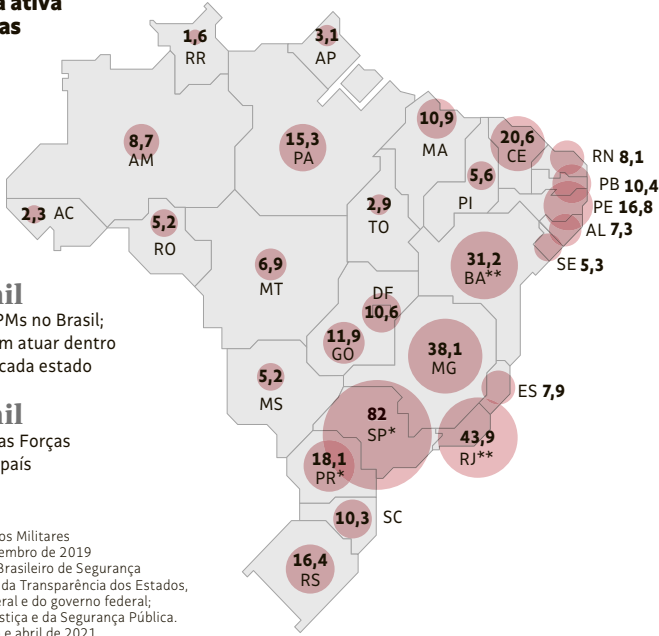 a ativa
as
1,6
RR
3,1
AP
8,7
AM
15,3
PA
10,9
MA
20,6
CE
RN 8,1
PB 10,4
PE 16,8
AL 7,3
SE 5,3
5,6
PI
2,3 AC
5,2
RO
2,9
TO
6,9
MT
31,2
BA**
DF
10,6
11,9
GO
38,1
MG
ES 7,9
5,2
MS
82
SP*
43,9
RJ**
18,1
PR*
10,3 SC
16,4
RS
il
PMs no Brasil;
m atuar dentro
cada estado
il
as Forças
país
os Militares
embro de 2019
Brasileiro de Segurança
da Transparência dos Estados,
eral e do governo federal;
stiça e da Segurança Pública.
e abril de 2021